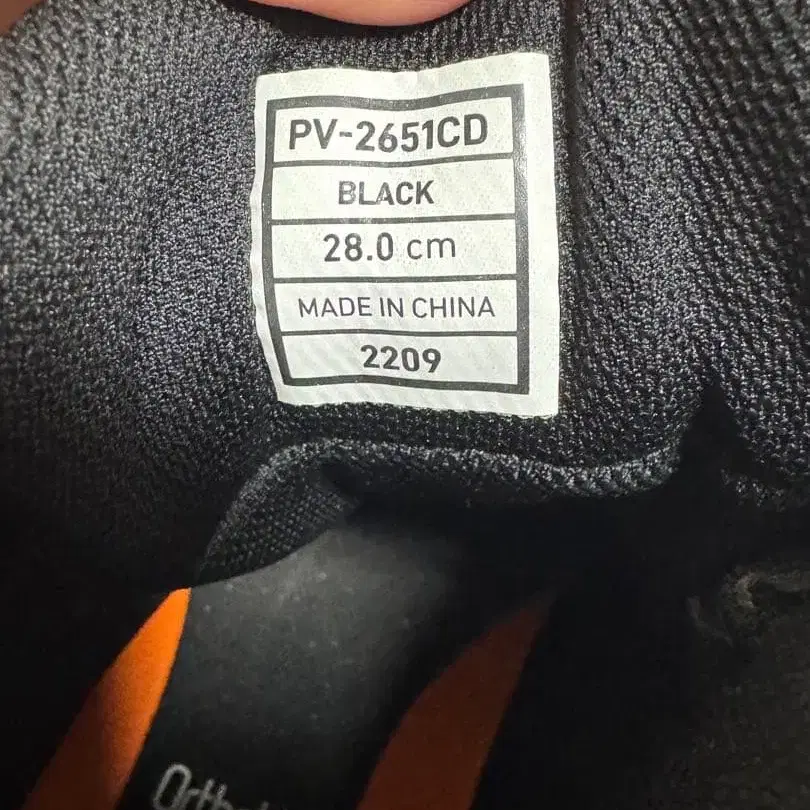 PV-2651CD
BLACK
28.0 cm
MADE IN CHINA
2209